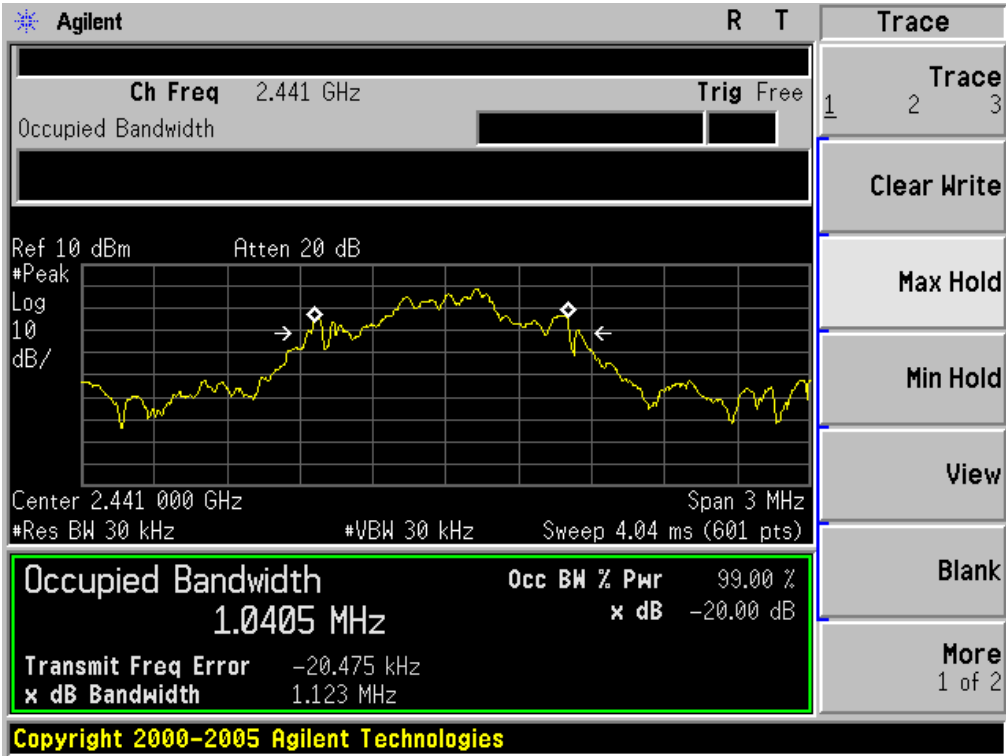 Agilent R T Trace
Ch Freq 2.441 GHz Trig Free
Occupied Bandwidth
Trace
1 2 3
Clear Write
Max Hold
Min Hold
View
Blank
More
1 of 2
Ref 10 dBm Atten 20 dB
#Peak
Log
10
dB/
Center 2.441 000 GHz Span 3 MHz
#Res BW 30 kHz #VBW 30 kHz Sweep 4.04 ms (601 pts)
Occupied Bandwidth
1.0405 MHz
Occ BW % Pwr 99.00 %
x dB -20.00 dB
Transmit Freq Error -20.475 kHz
x dB Bandwidth 1.123 MHz
Copyright 2000-2005 Agilent Technologies